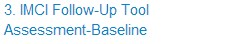 3. IMCI Follow-Up Tool
Assessment-Baseline